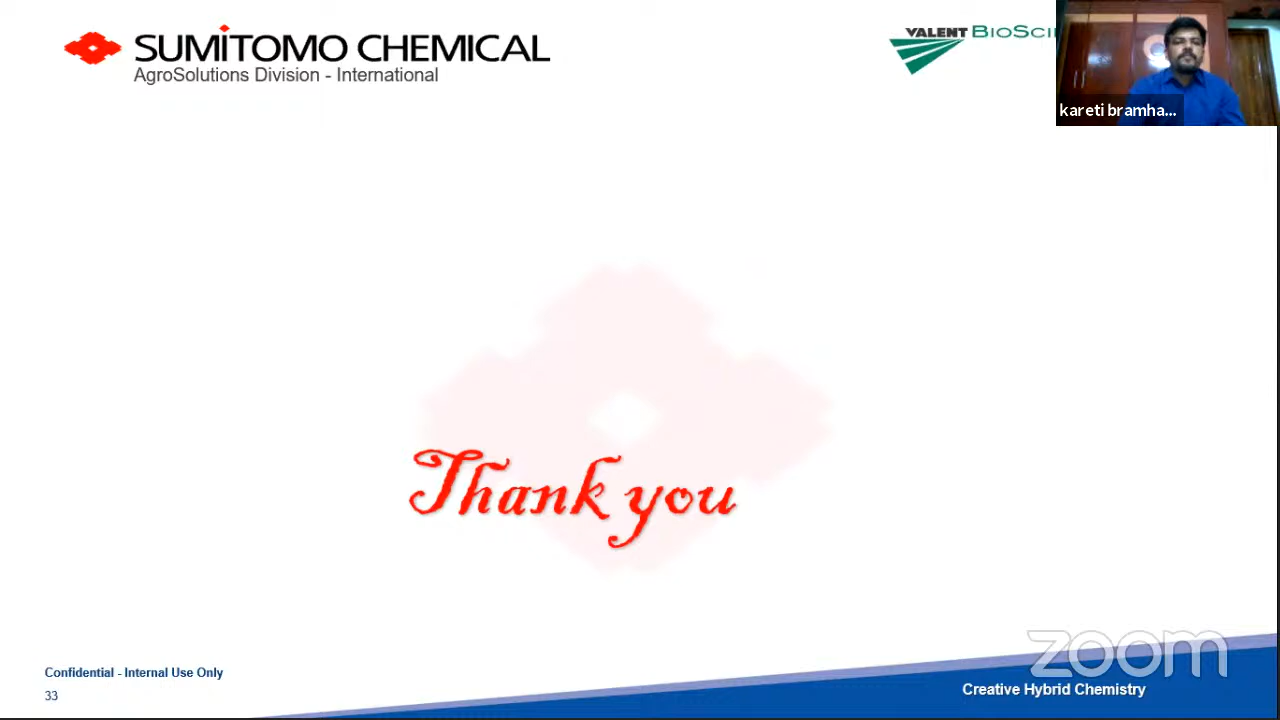 SUMITOMO CHEMICAL
AgroSolutions Division - International
VALENT
kareti bramha...
Thank you
zoom
Confidential - Internal Use Only
33
Creative Hybrid Chemistry